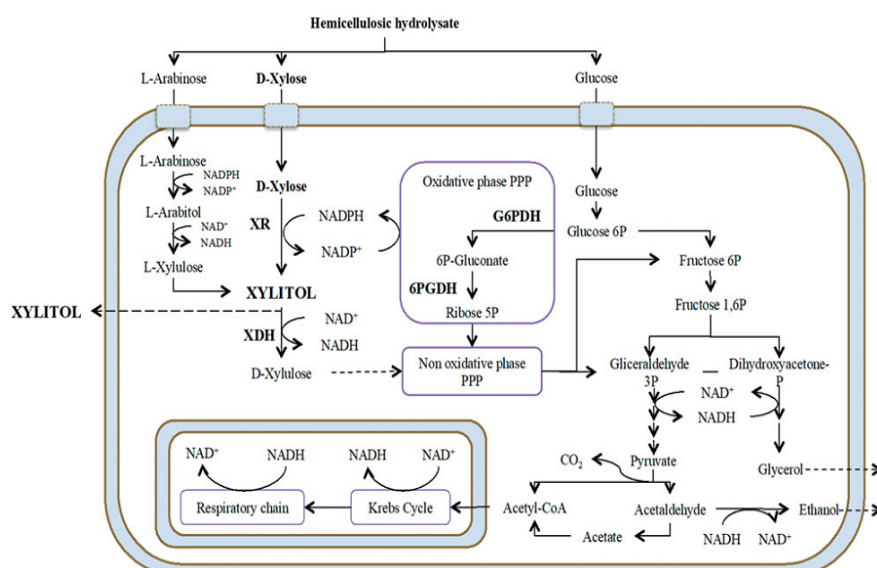 Hemicellulosic hydrolysate
L-Arabinose
D-Xylose
Glucose
L-Arabinose
NADPH
NADP⁺
L-Arabitol
NAD⁺
NADH
L-Xylulose
D-Xylose
XR
NADPH
NADP⁺
XYLITOL
XYLITOL
XDH
NAD⁺
NADH
D-Xylulose
Oxidative phase PPP
G6PDH
6P-Gluconate
6PGDH
Ribose 5P
Non oxidative phase
PPP
Glucose
Glucose 6P
Fructose 6P
Fructose 1,6P
Gliceraldehyde
3P
Dihydroxyacetone-
P
NAD⁺
NADH
Pyruvate
CO₂
Glycerol
Acetyl-CoA
Acetaldehyde
Ethanol
Acetate
NADH
NAD⁺
NAD⁺
NADH
NADH
NAD⁺
Respiratory chain
Krebs Cycle